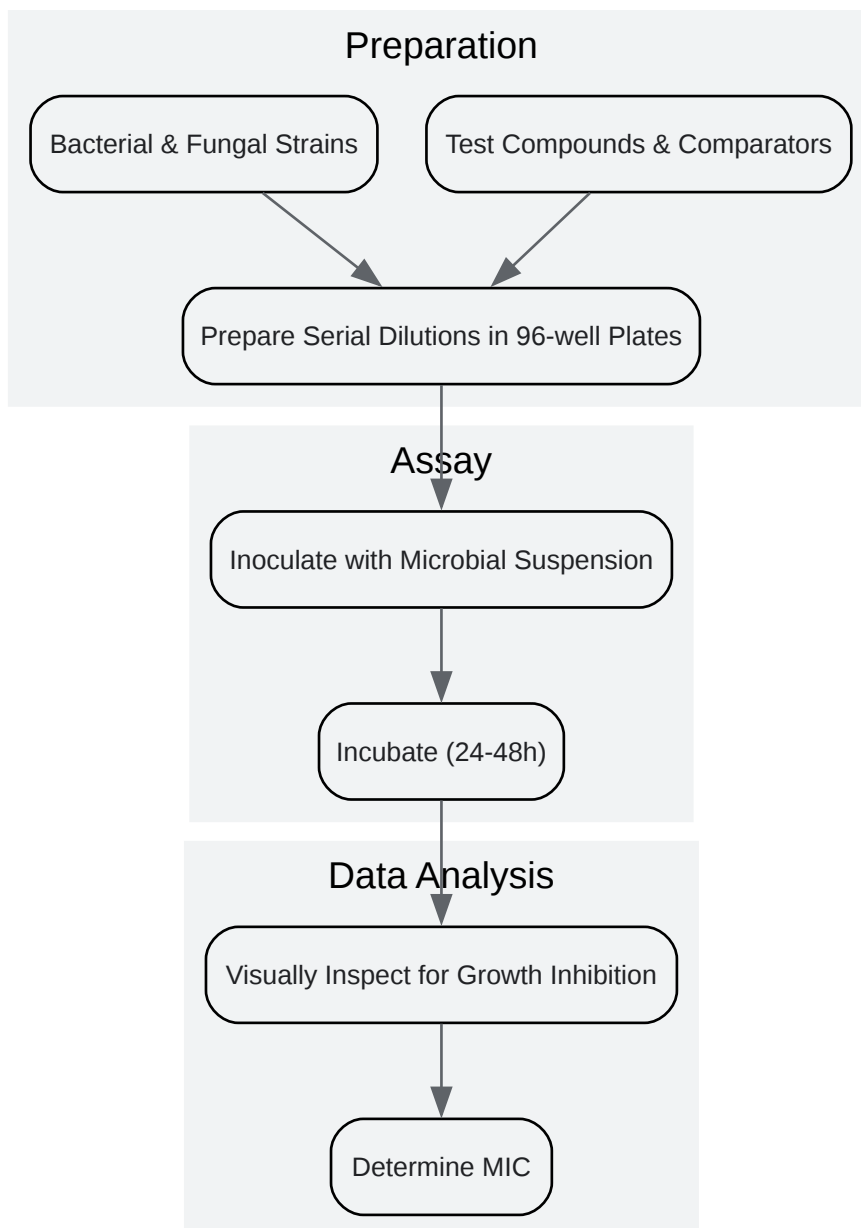 Preparation
Bacterial & Fungal Strains
Test Compounds & Comparators
Prepare Serial Dilutions in 96-well Plates
Assay
Inoculate with Microbial Suspension
Incubate (24-48h)
Data Analysis
Visually Inspect for Growth Inhibition
Determine MIC